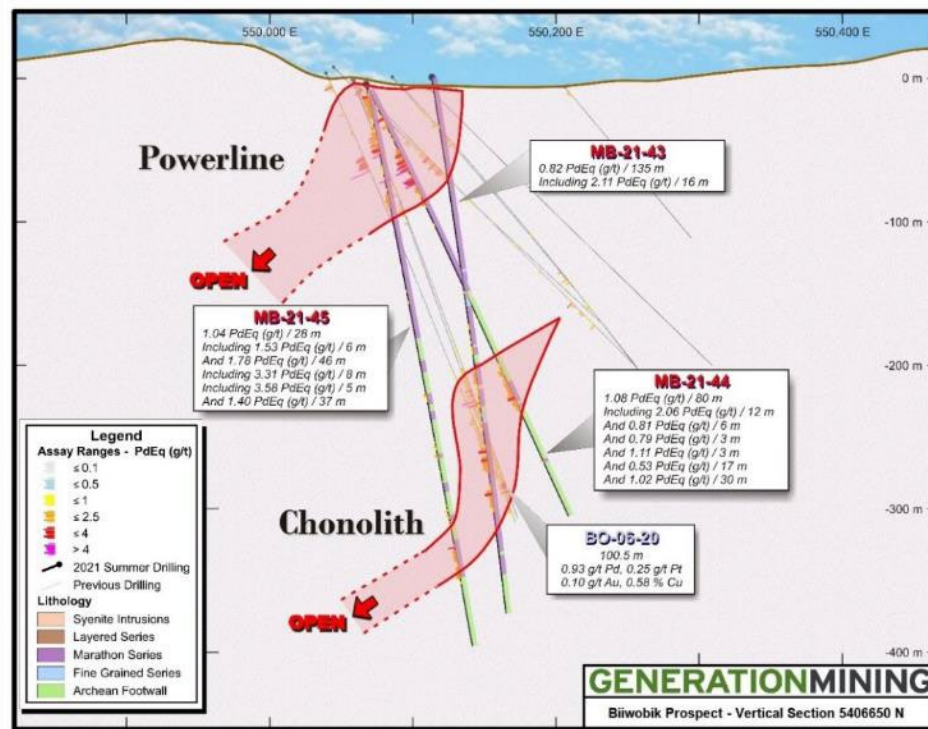 550,000 E
550,200 E
550,400 E
0 m
-100 m
-200 m
-300 m
-400 m
Powerline
OPEN
MB-21-43
0.82 PdEq (g/t) / 135 m
Including 2.11 PdEq (g/t) / 16 m
MB-21-45
1.04 PdEq (g/t) / 28 m
Including 1.53 PdEq (g/t) / 6 m
And 1.78 PdEq (g/t) / 46 m
Including 3.31 PdEq (g/t) / 8 m
Including 3.58 PdEq (g/t) / 5 m
And 1.40 PdEq (g/t) / 37 m
MB-21-44
1.08 PdEq (g/t) / 80 m
Including 2.06 PdEq (g/t) / 12 m
And 0.81 PdEq (g/t) / 6 m
And 0.79 PdEq (g/t) / 3 m
And 1.11 PdEq (g/t) / 3 m
And 0.53 PdEq (g/t) / 17 m
And 1.02 PdEq (g/t) / 30 m
Chonolith
OPEN
BO-06-20
100.5 m
0.93 g/t Pd, 0.25 g/t Pt
0.10 g/t Au, 0.58 % Cu
Legend
Assay Ranges - PdEq (g/t)
≤ 0.1
≤ 0.5
≤ 1
≤ 2.5
≤ 4
> 4
2021 Summer Drilling
Previous Drilling
Lithology
Syenite Intrusions
Layered Series
Marathon Series
Fine Grained Series
Archean Footwall
GENERATIONMINING
Biiwobik Prospect - Vertical Section 5406650 N